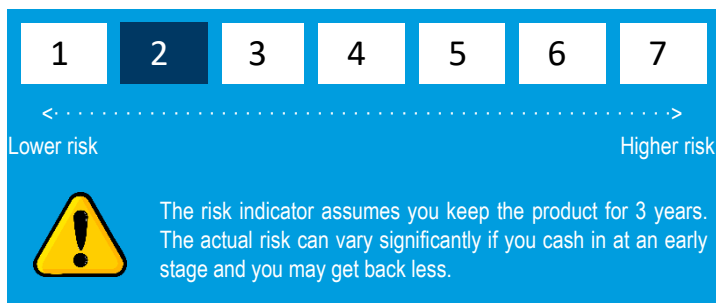 1 2 3 4 5 6 7
<· · · · · · · · · · · · · · · · · · · · · · · · · · · · · · · · · · · · · · · · · · · · · · · · · · · ·>
Lower risk Higher risk
The risk indicator assumes you keep the product for 3 years.
The actual risk can vary significantly if you cash in at an early
stage and you may get back less.